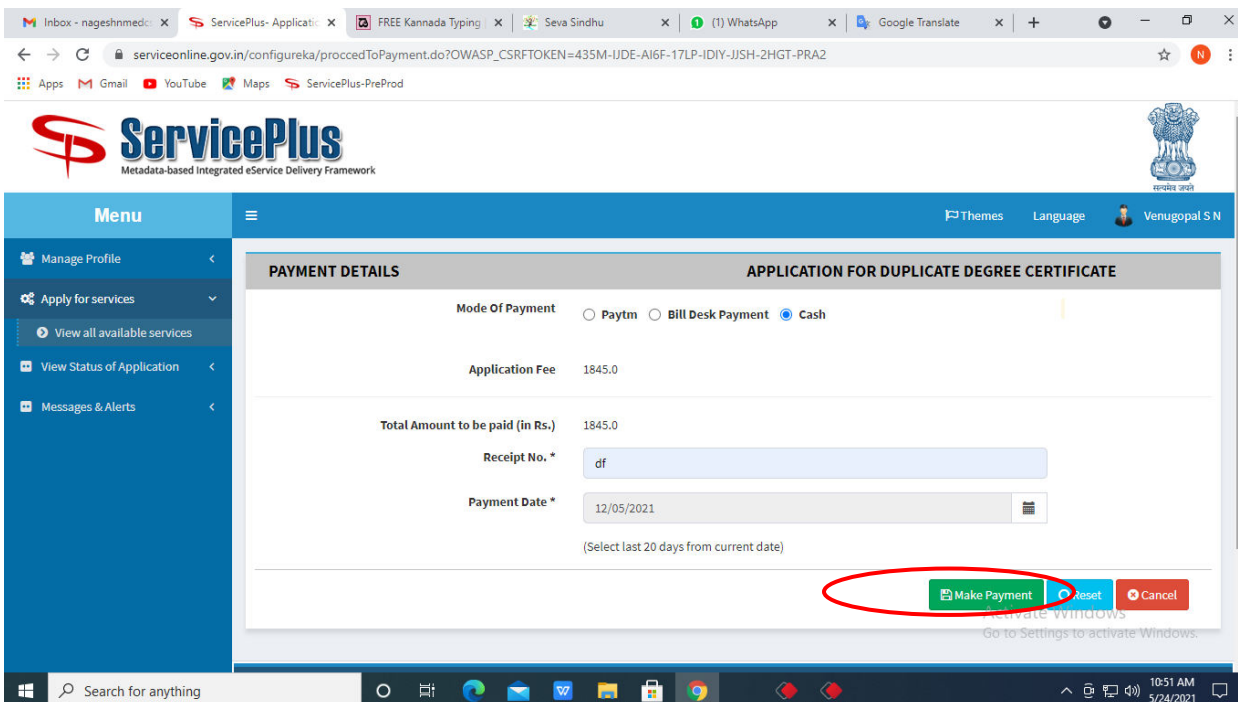 Inbox - nageshnmedc
ServicePlus- Applicatic
FREE Kannada Typing
Seva Sindhu
(1) WhatsApp
Google Translate
serviceonline.gov.in/configureka/proccedToPayment.do?OWASP_CSRFTOKEN=435M-IJDE-AI6F-17LP-IDIY-JJSH-2HGT-PRA2
N
Apps Gmail YouTube Maps ServicePlus-PreProd
ServicePlus
Metadata-based Integrated eService Delivery Framework
सत्यमेव जयते
Menu
Themes Language Venugopal S N
Manage Profile
Apply for services
View all available services
View Status of Application
Messages & Alerts
PAYMENT DETAILS APPLICATION FOR DUPLICATE DEGREE CERTIFICATE
Mode Of Payment Paytm Bill Desk Payment Cash
Application Fee 1845.0
Total Amount to be paid (in Rs.) 1845.0
Receipt No. * df
Payment Date * 12/05/2021
(Select last 20 days from current date)
Make Payment Reset Cancel
Activate Windows
Go to Settings to activate Windows.
Search for anything
10:51 AM
5/24/2021